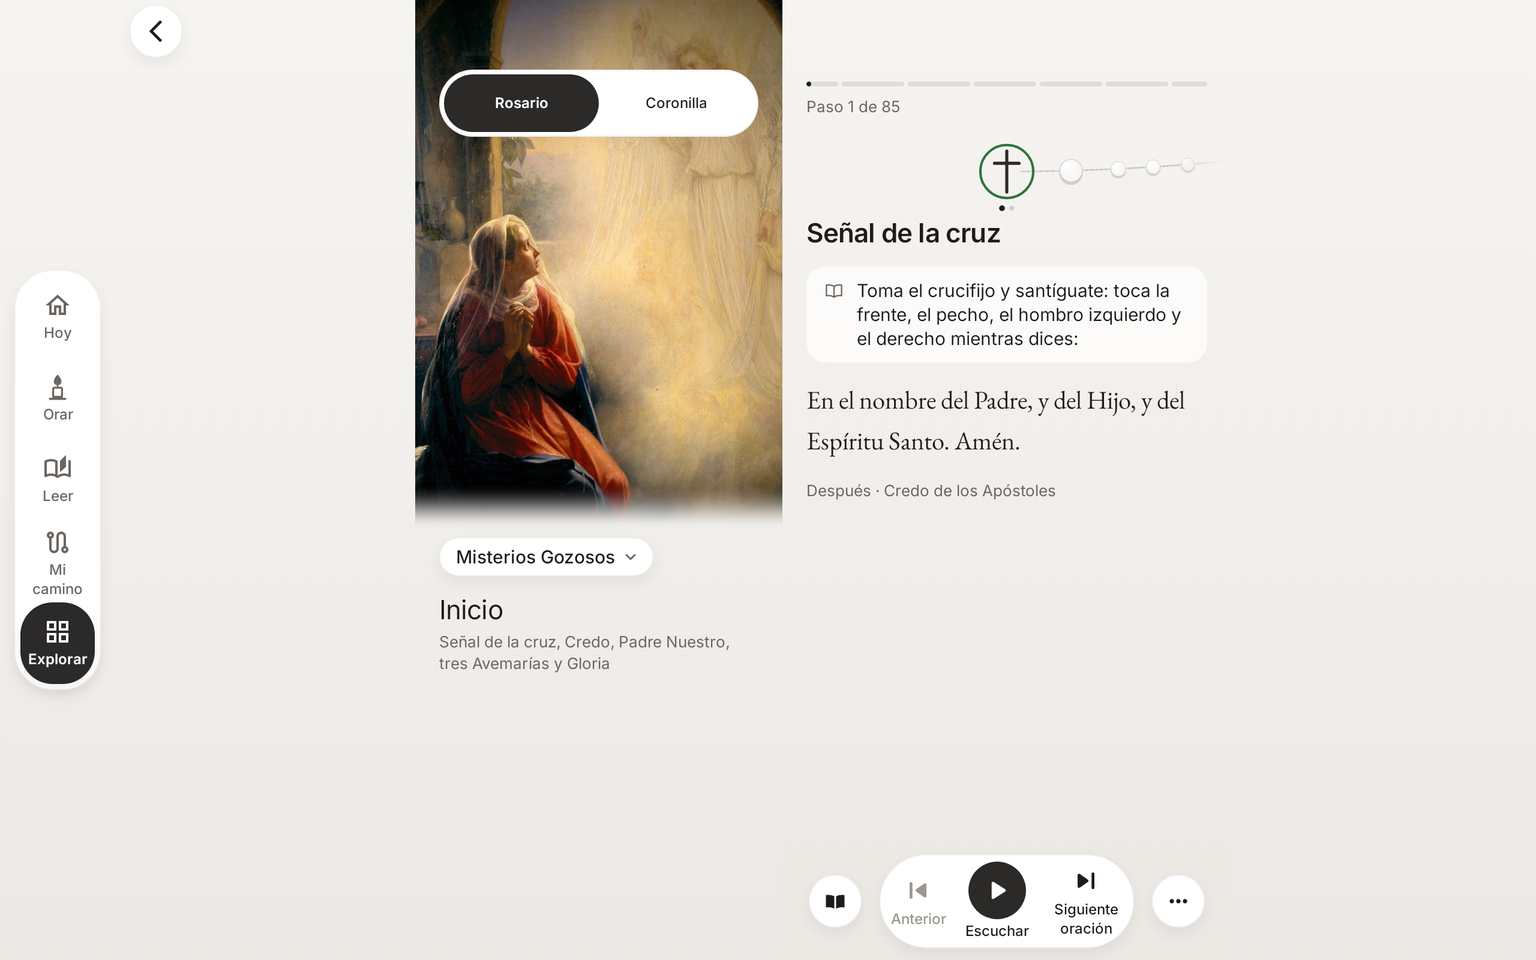 Hoy
Orar
Leer
Mi
camino
Explorar
Rosario
Coronilla
Misterios Gozosos
Inicio
Señal de la cruz, Credo, Padre Nuestro,
tres Avemarías y Gloria
Paso 1 de 85
Señal de la cruz
Toma el crucifijo y santíguate: toca la
frente, el pecho, el hombro izquierdo y
el derecho mientras dices:
En el nombre del Padre, y del Hijo, y del
Espíritu Santo. Amén.
Después · Credo de los Apóstoles
Anterior
Escuchar
Siguiente
oración